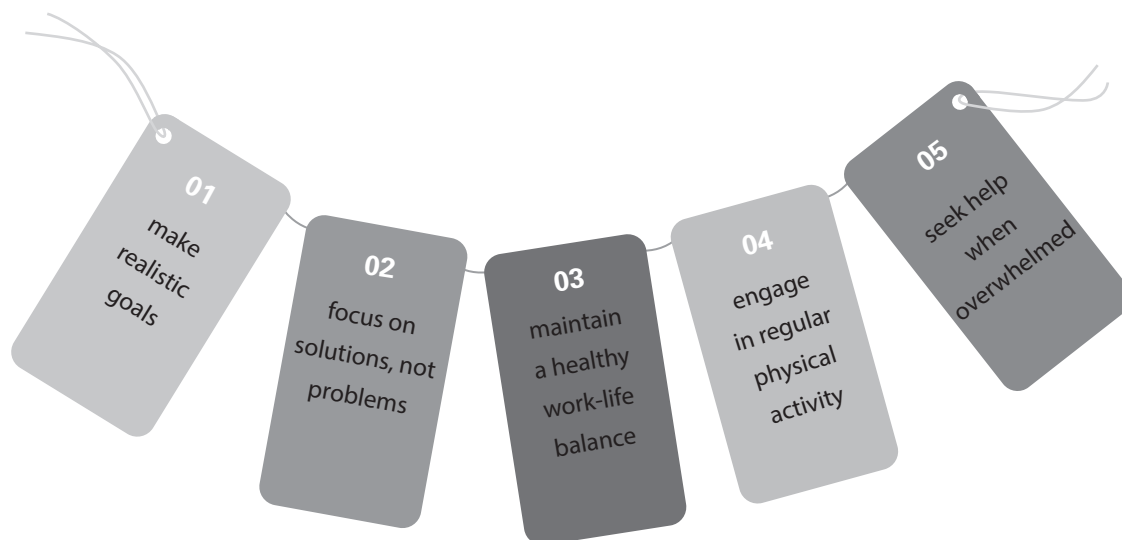 01
make
realistic
goals
02
focus on
solutions, not
problems
03
maintain
a healthy
work-life
balance
04
engage
in regular
physical
activity
05
seek help
when
overwhelmed